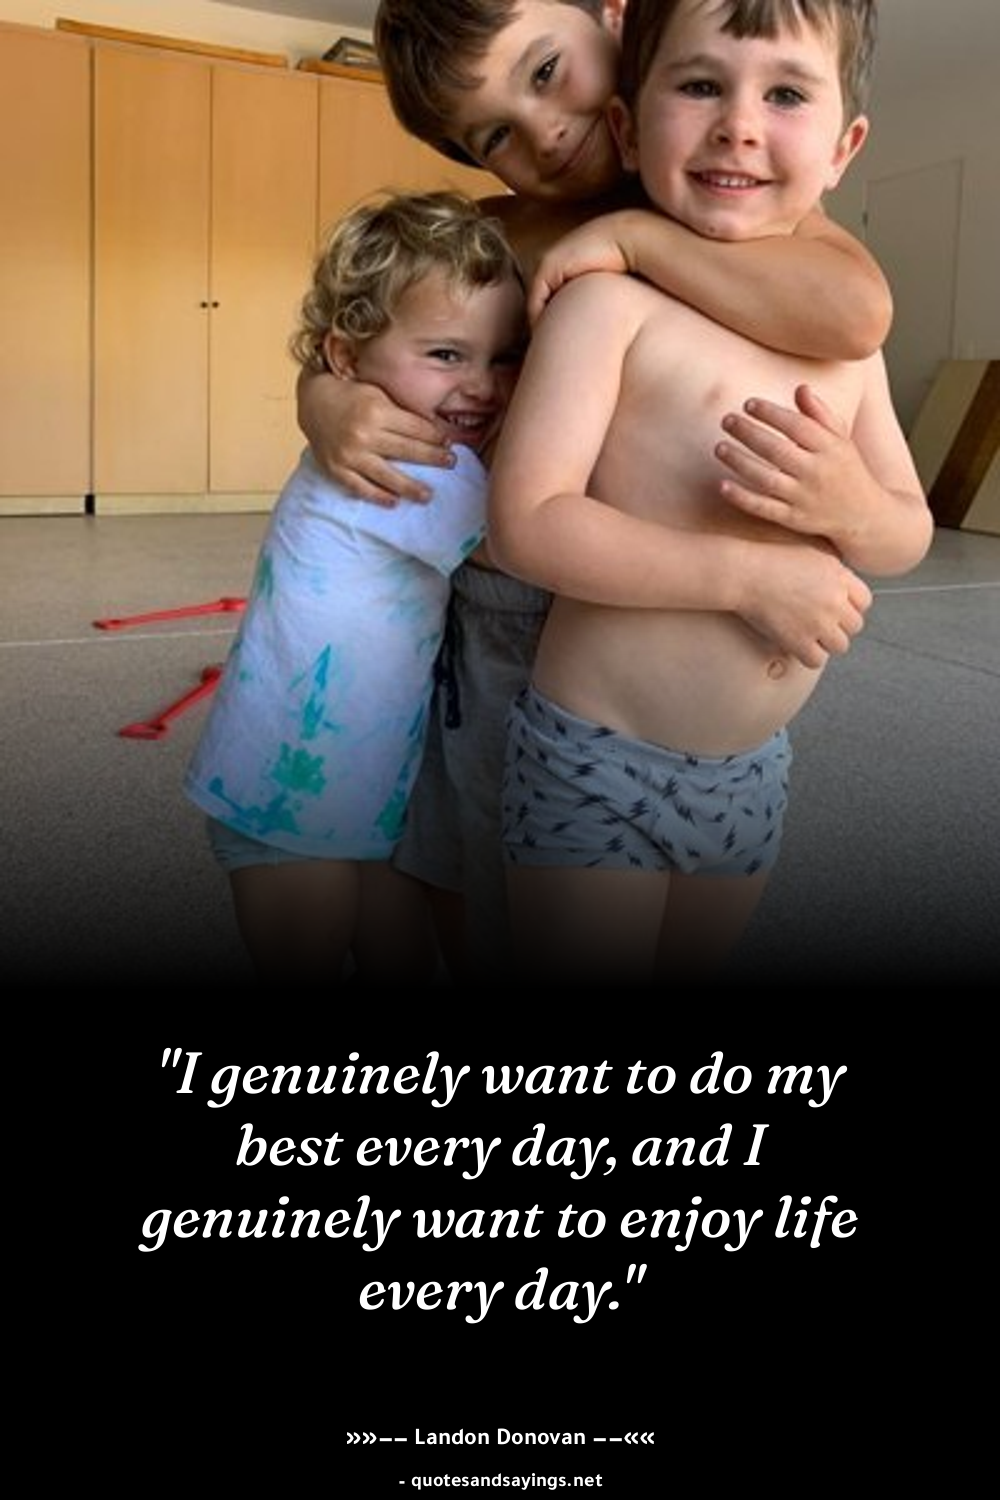 "I genuinely want to do my
best every day, and I
genuinely want to enjoy life
every day."
»»−− Landon Donovan −−««
- quotesandsayings.net